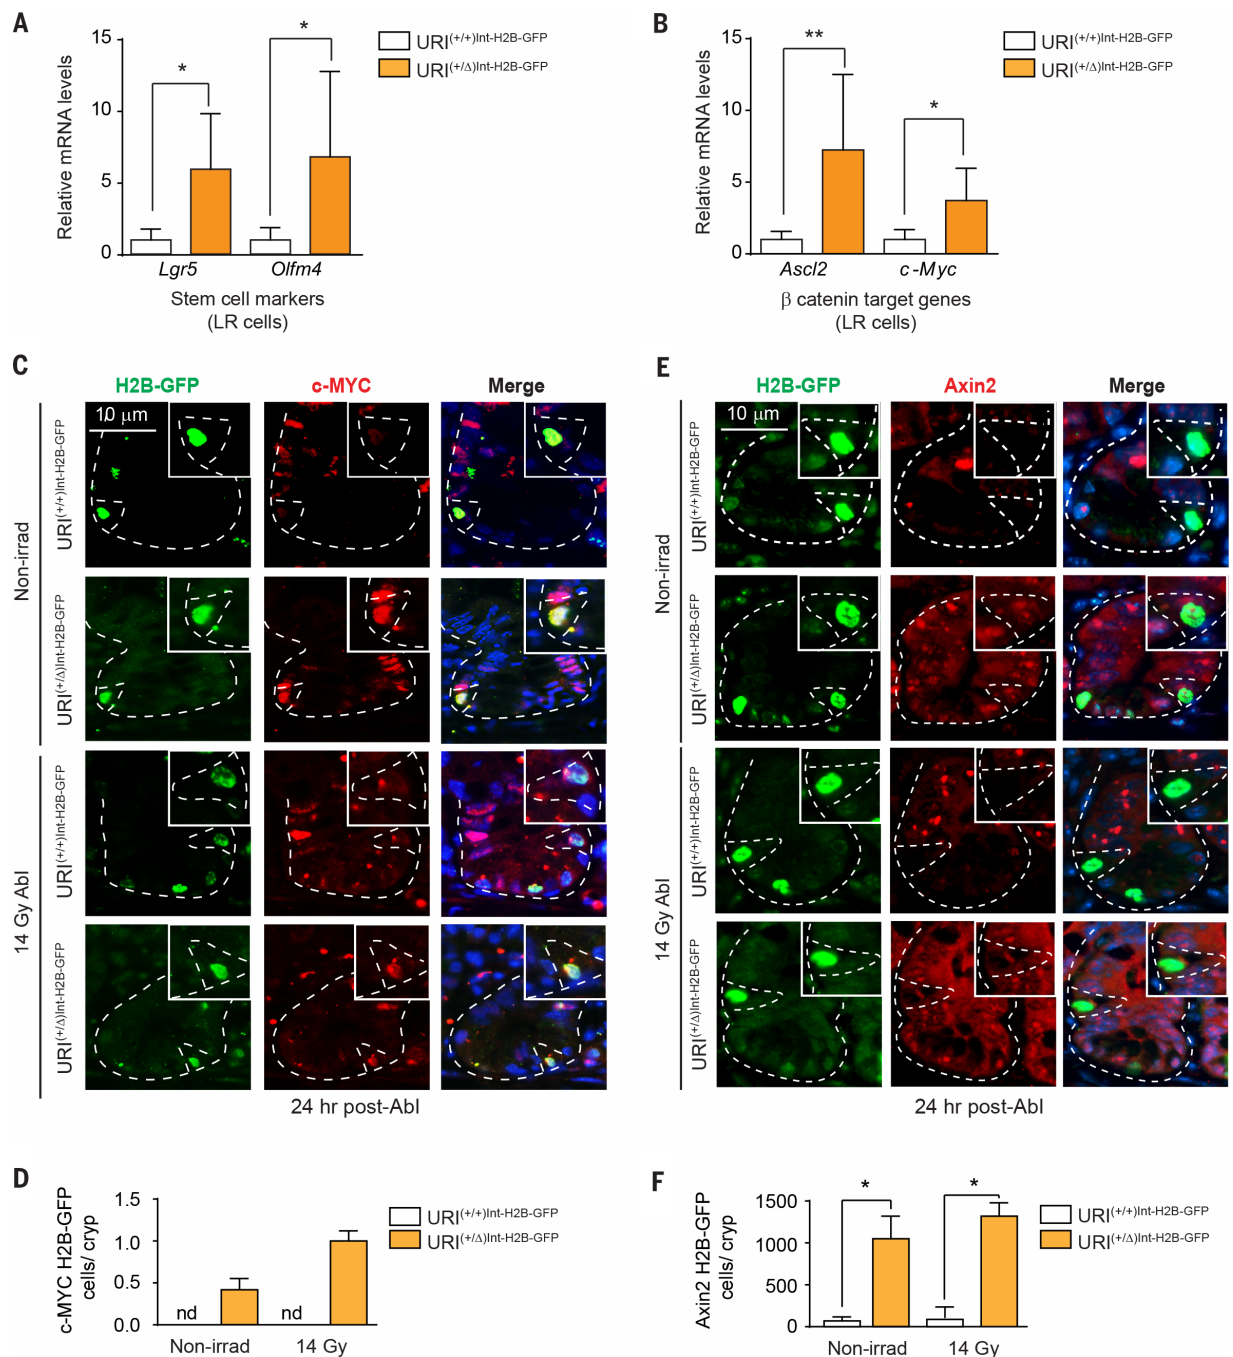 A
Relative mRNA levels
15
10
5
0
*
*
URI(+/+)Int-H2B-GFP
URI(+/Δ)Int-H2B-GFP
Lgr5 Olfm4
Stem cell markers
(LR cells)
B
Relative mRNA levels
15
10
5
0
**
*
URI(+/+)Int-H2B-GFP
URI(+/Δ)Int-H2B-GFP
Ascl2 c-Myc
β catenin target genes
(LR cells)
C
H2B-GFP c-MYC Merge
10 μm
Non-irrad
URI(+/+)Int-H2B-GFP
URI(+/Δ)Int-H2B-GFP
14 Gy AbI
URI(+/+)Int-H2B-GFP
URI(+/Δ)Int-H2B-GFP
24 hr post-AbI
E
H2B-GFP Axin2 Merge
10 μm
Non-irrad
URI(+/+)Int-H2B-GFP
URI(+/Δ)Int-H2B-GFP
14 Gy AbI
URI(+/+)Int-H2B-GFP
URI(+/Δ)Int-H2B-GFP
24 hr post-AbI
D
c-MYC H2B-GFP
cells/ cryp
1.5
1.0
0.5
0.0
nd nd
Non-irrad 14 Gy
URI(+/+)Int-H2B-GFP
URI(+/Δ)Int-H2B-GFP
F
Axin2 H2B-GFP
cells/ cryp
1500
1000
500
0
*
*
Non-irrad 14 Gy
URI(+/+)Int-H2B-GFP
URI(+/Δ)Int-H2B-GFP